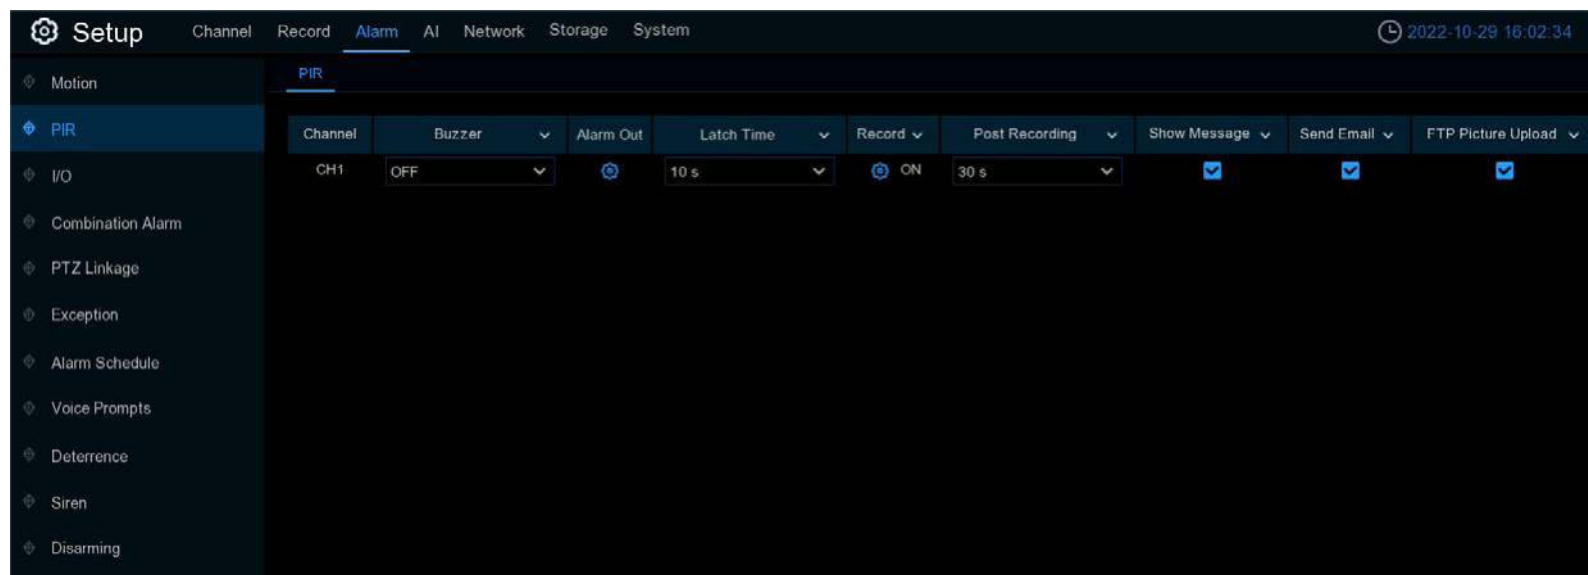 Setup Channel Record Alarm AI Network Storage System 2022-10-29 16:02:34
Motion
PIR
I/O
Combination Alarm
PTZ Linkage
Exception
Alarm Schedule
Voice Prompts
Deterrence
Siren
Disarming
PIR
Channel Buzzer Alarm Out Latch Time Record Post Recording Show Message Send Email FTP Picture Upload
CH1 OFF 10 s ON 30 s